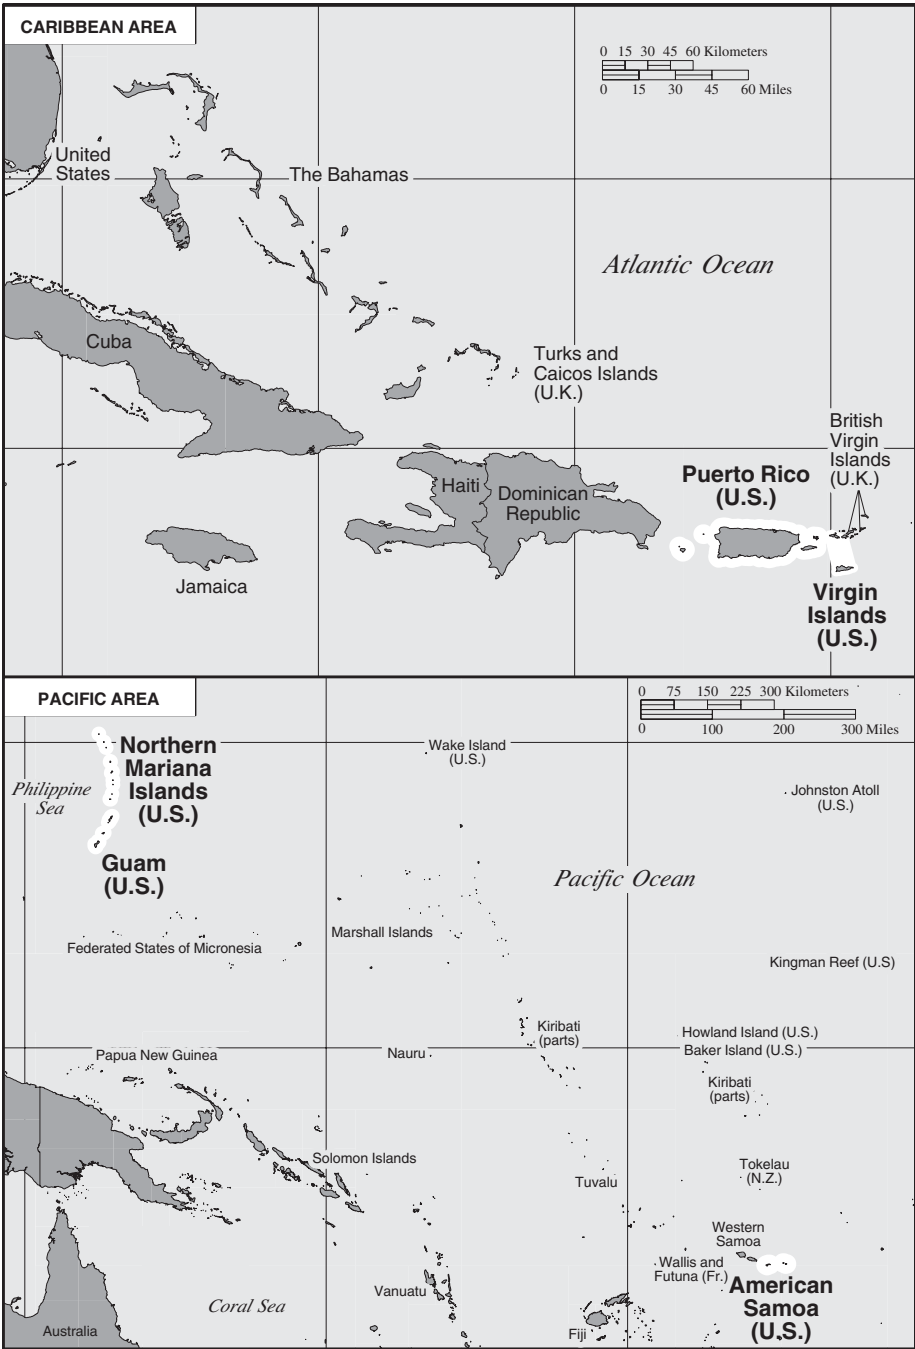 CARIBBEAN AREA
0 15 30 45 60 Kilometers
0 15 30 45 60 Miles
United
States
The Bahamas
Atlantic Ocean
Cuba
Turks and
Caicos Islands
(U.K.)
British
Virgin
Islands
(U.K.)
Puerto Rico
(U.S.)
Haiti
Dominican
Republic
Jamaica
Virgin
Islands
(U.S.)
PACIFIC AREA
0 75 150 225 300 Kilometers
0 100 200 300 Miles
Northern
Mariana
Islands
(U.S.)
Wake Island
(U.S.)
Philippine
Sea
Johnston Atoll
(U.S.)
Guam
(U.S.)
Pacific Ocean
Marshall Islands
Federated States of Micronesia
Kingman Reef (U.S)
Kiribati
(parts)
Howland Island (U.S.)
Baker Island (U.S.)
Papua New Guinea
Nauru
Kiribati
(parts)
Solomon Islands
Tokelau
(N.Z.)
Tuvalu
Western
Samoa
Wallis and
Futuna (Fr.)
American
Samoa
(U.S.)
Vanuatu
Coral Sea
Australia
Fiji